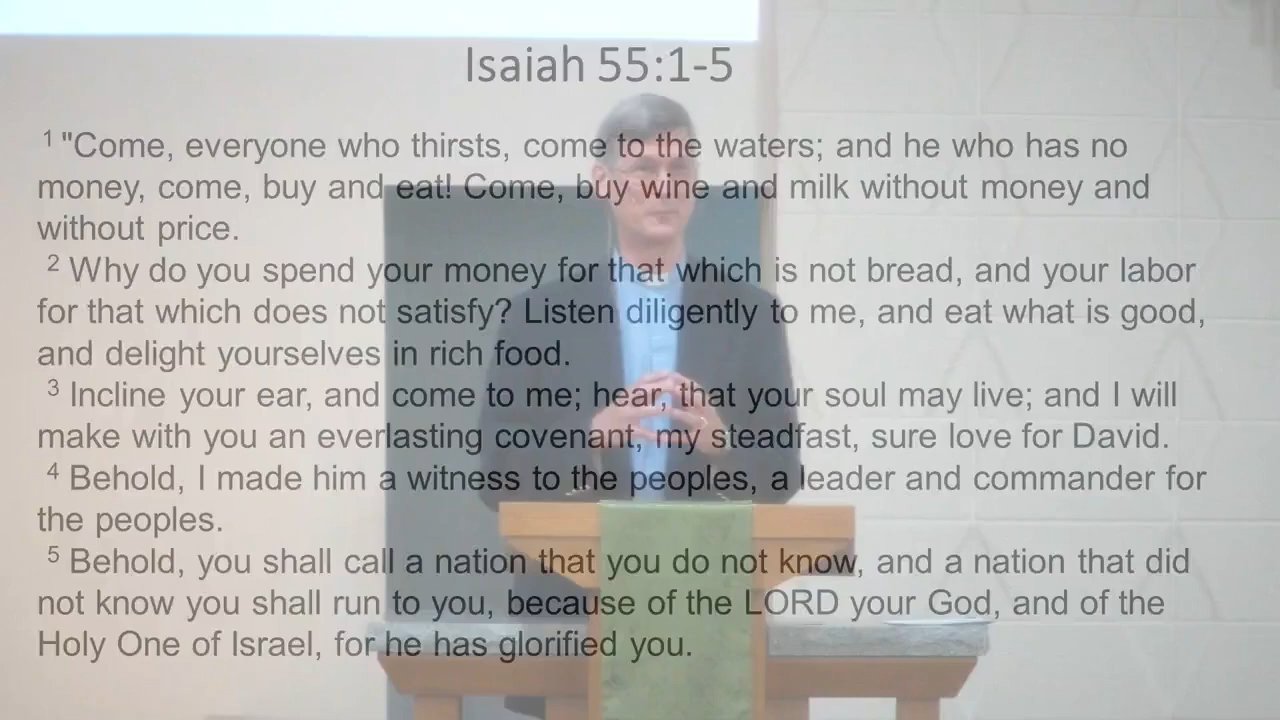 Isaiah 55:1-5
1 "Come, everyone who thirsts, come to the waters; and he who has no
money, come, buy and eat! Come, buy wine and milk without money and
without price.
2 Why do you spend your money for that which is not bread, and your labor
for that which does not satisfy? Listen diligently to me, and eat what is good,
and delight yourselves in rich food.
3 Incline your ear, and come to me; hear, that your soul may live; and I will
make with you an everlasting covenant, my steadfast, sure love for David.
4 Behold, I made him a witness to the peoples, a leader and commander for
the peoples.
5 Behold, you shall call a nation that you do not know, and a nation that did
not know you shall run to you, because of the LORD your God, and of the
Holy One of Israel, for he has glorified you.